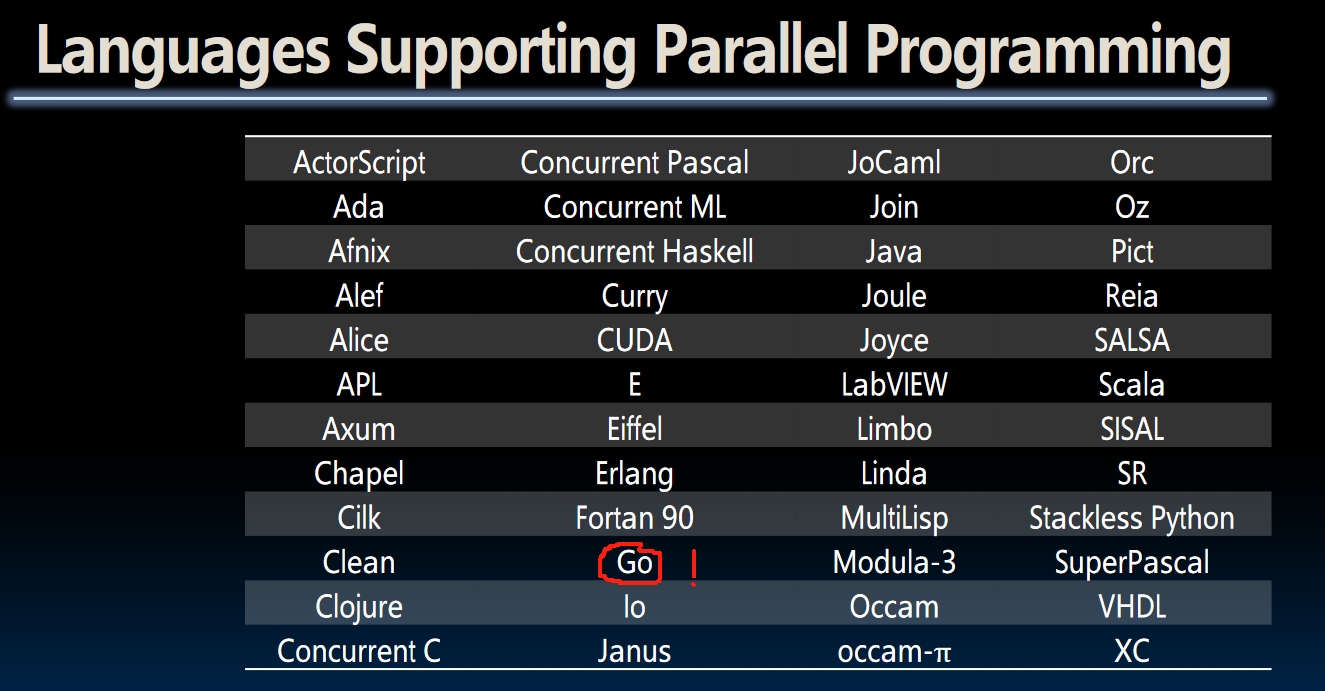 Languages Supporting Parallel Programming
ActorScript Concurrent Pascal JoCaml Orc
Ada Concurrent ML Join Oz
Afnix Concurrent Haskell Java Pict
Alef Curry Joule Reia
Alice CUDA Joyce SALSA
APL E LabVIEW Scala
Axum Eiffel Limbo SISAL
Chapel Erlang Linda SR
Cilk Fortan 90 MultiLisp Stackless Python
Clean Go ! Modula-3 SuperPascal
Clojure Io Occam VHDL
Concurrent C Janus occam-π XC